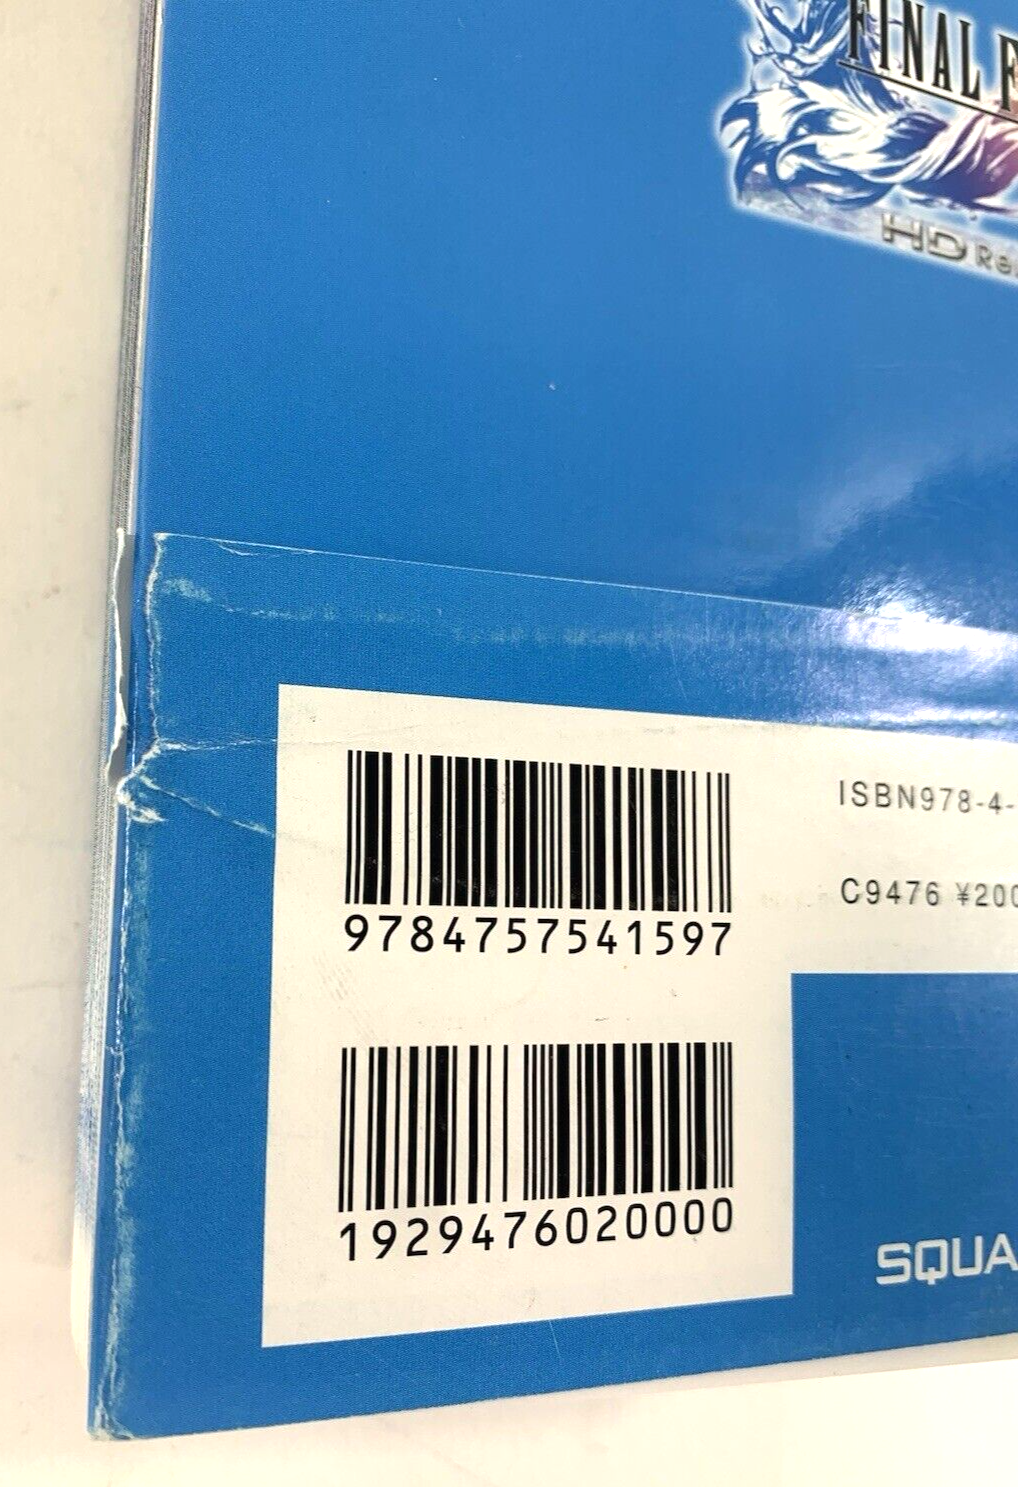 FINAL F
HD Re
ISBN978-4-
C9476 ¥200
9784757541597
1929476020000
SQUA